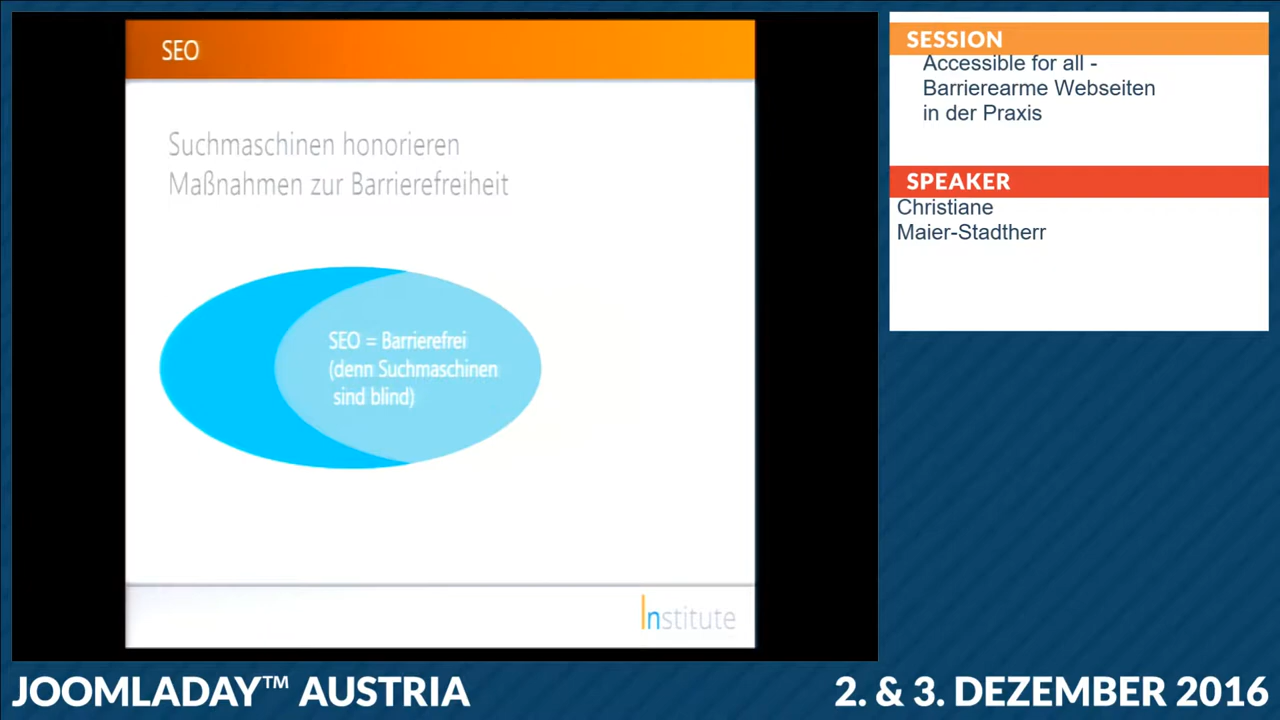 SEO
Suchmaschinen honorieren
Maßnahmen zur Barrierefreiheit
SEO = Barrierefrei
(denn Suchmaschinen
sind blind)
Institute
SESSION
Accessible for all -
Barrierearme Webseiten
in der Praxis
SPEAKER
Christiane
Maier-Stadtherr
JOOMLADAY™ AUSTRIA
2. & 3. DEZEMBER 2016